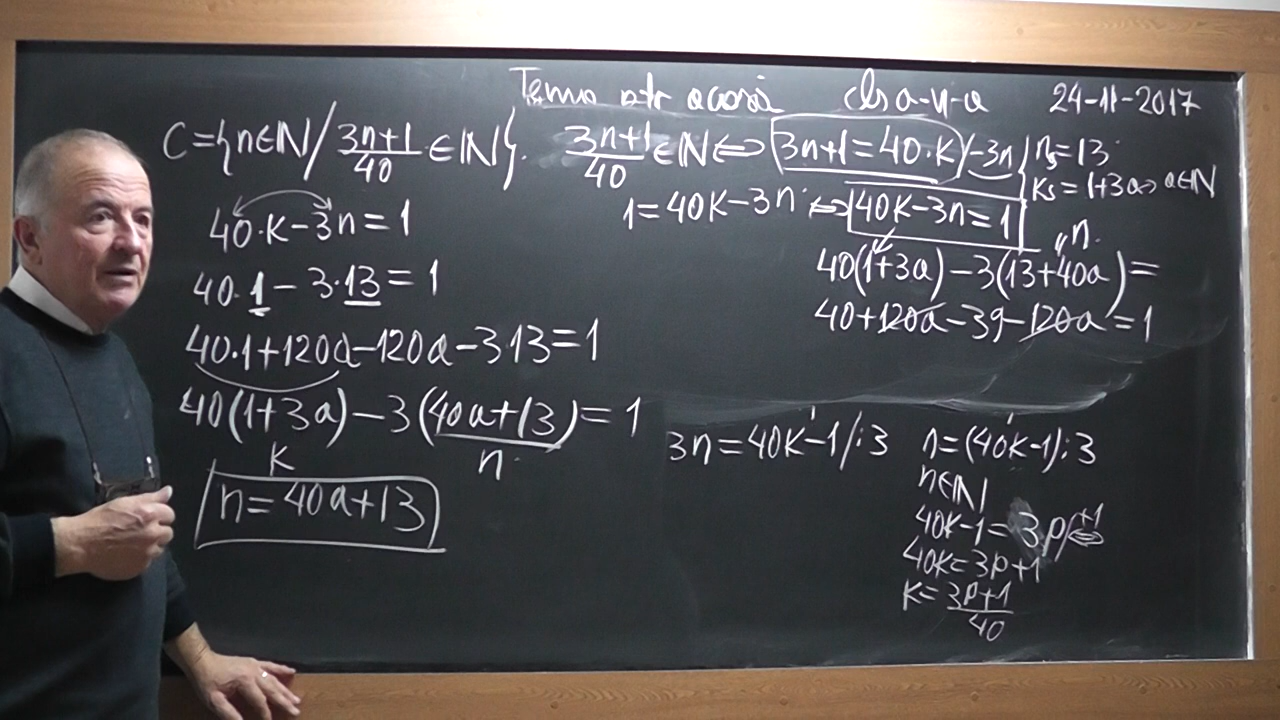 Tema ptr acasă cls a-V-a 24-11-2017
C={n∈ℕ/ 3n+1/40 ∈ℕ}.
40·k-3n=1
40·1-3·13=1
40·1+120a-120a-3·13=1
40(1+3a)-3(40a+13)=1
k n
n=40a+13
3n+1/40 ∈ℕ⇔3n+1=40·k/-3n
1=40k-3n⇔40k-3n=1
=13
=1+3a, a∈ℕ
n
40(1+3a)-3(13+40a)=
40+120a-39-120a=1
3n=40k-1/:3
n=(40k-1):3
n∈ℕ
40k-1=3p/+1⇔
40k=3p+1
k=3p+1/40